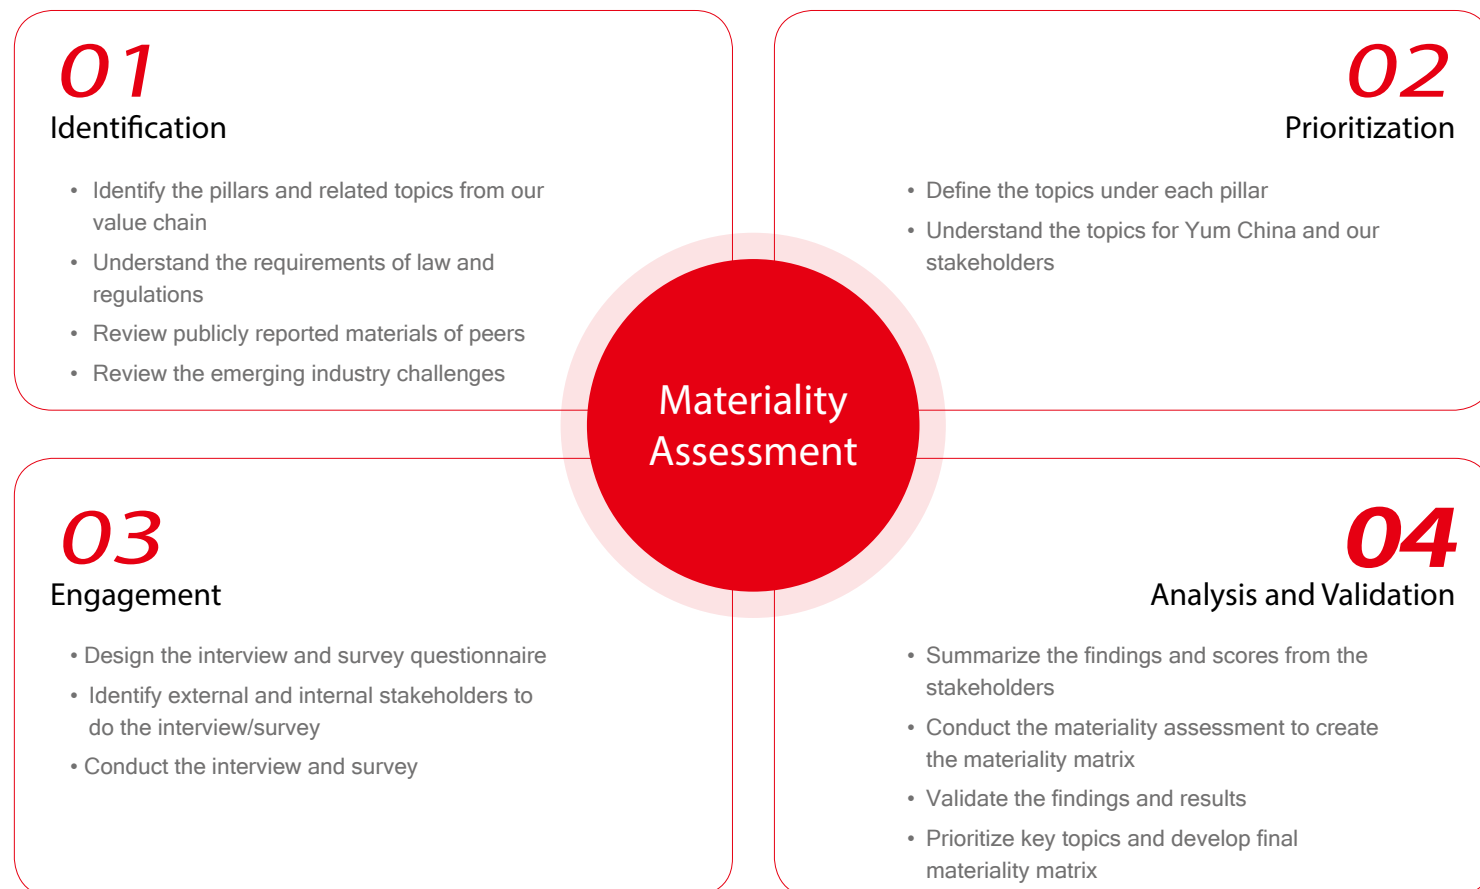 01
Identification
• Identify the pillars and related topics from our
value chain
• Understand the requirements of law and
regulations
• Review publicly reported materials of peers
• Review the emerging industry challenges
02
Prioritization
• Define the topics under each pillar
• Understand the topics for Yum China and our
stakeholders
Materiality
Assessment
03
Engagement
• Design the interview and survey questionnaire
• Identify external and internal stakeholders to
do the interview/survey
• Conduct the interview and survey
04
Analysis and Validation
• Summarize the findings and scores from the
stakeholders
• Conduct the materiality assessment to create
the materiality matrix
• Validate the findings and results
• Prioritize key topics and develop final
materiality matrix